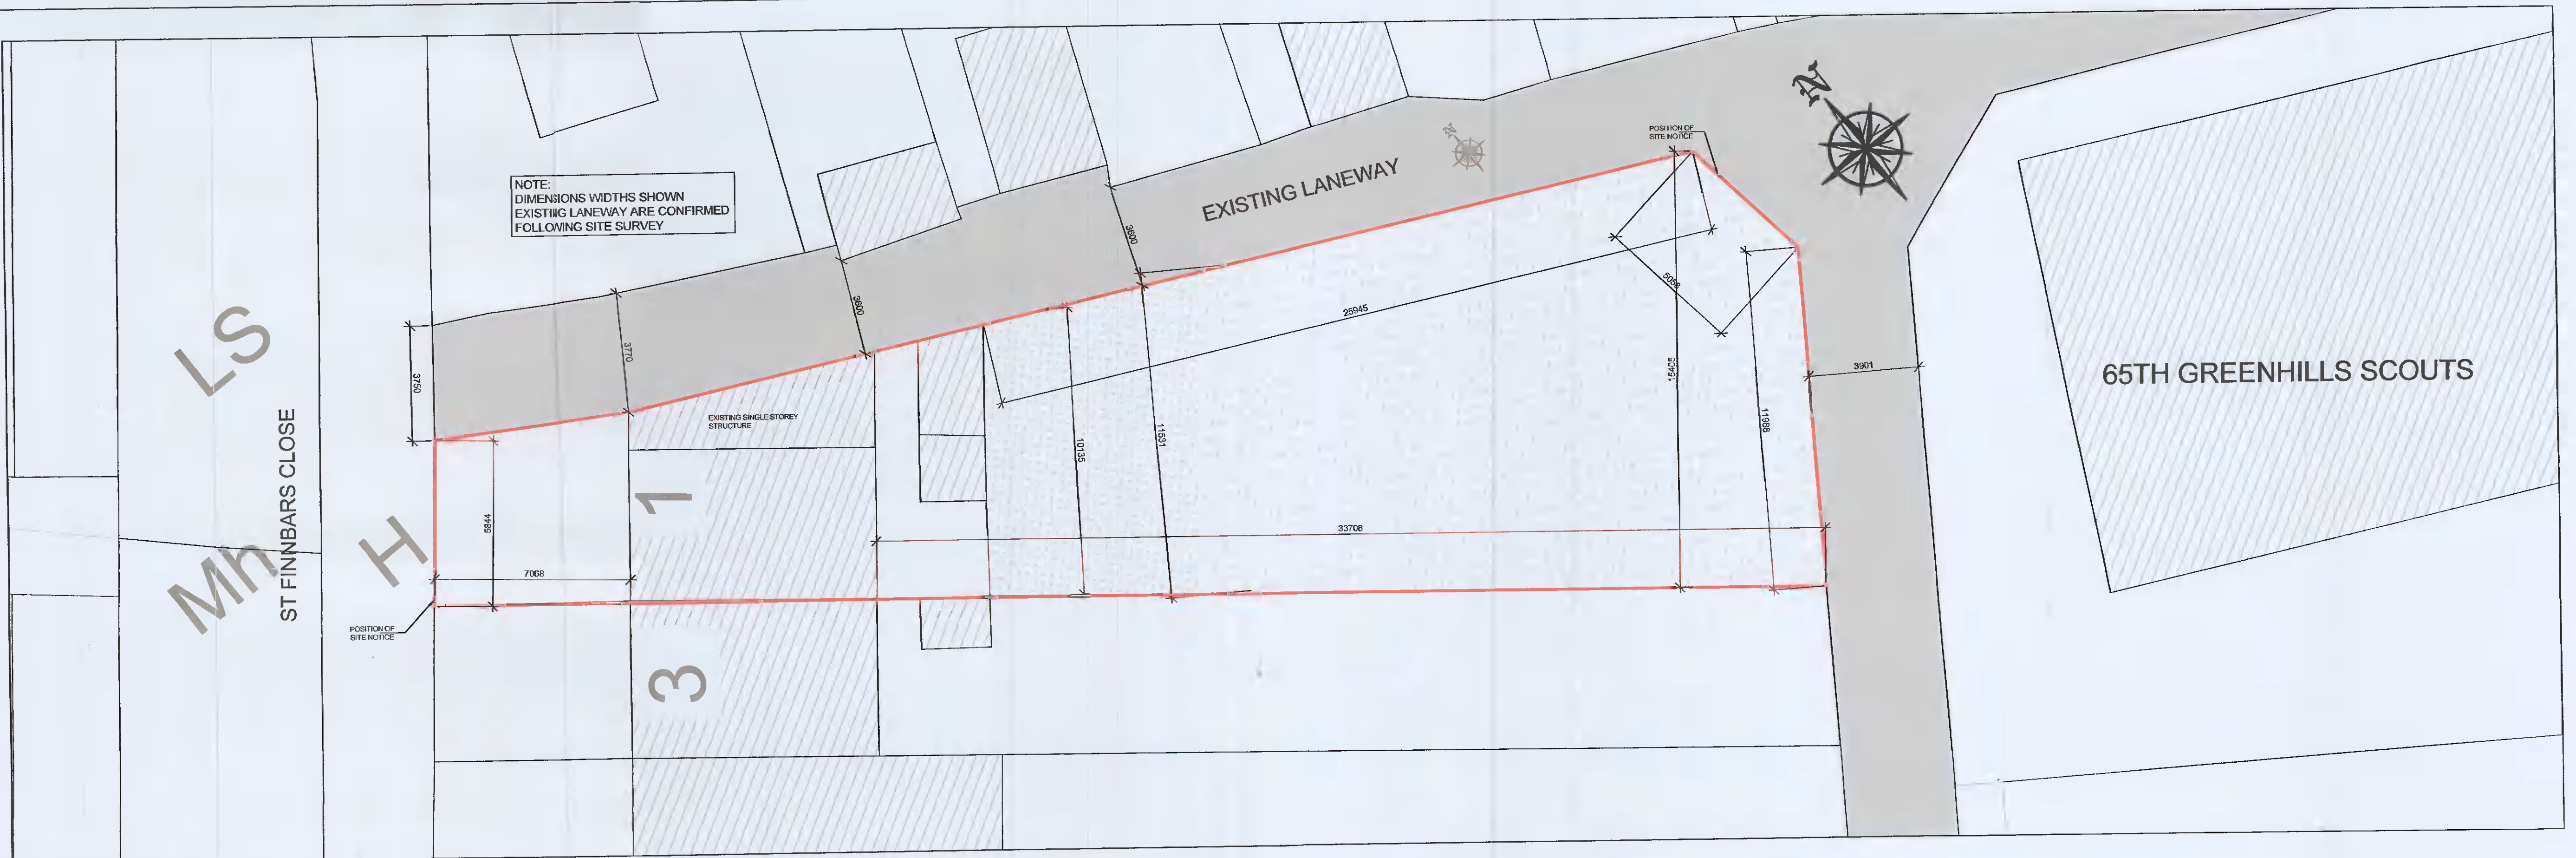 NOTE:
DIMENSIONS WIDTHS SHOWN
EXISTING LANEWAY ARE CONFIRMED
FOLLOWING SITE SURVEY
N
N
POSITION OF
SITE NOTICE
EXISTING LANEWAY
3600
3600
3770
3750
25945
5059
15405
11988
3901
65TH GREENHILLS SCOUTS
LS
ST FINNBARS CLOSE
EXISTING SINGLE STOREY
STRUCTURE
10135
11531
1
5844
H
Mh
33708
7068
POSITION OF
SITE NOTICE
3